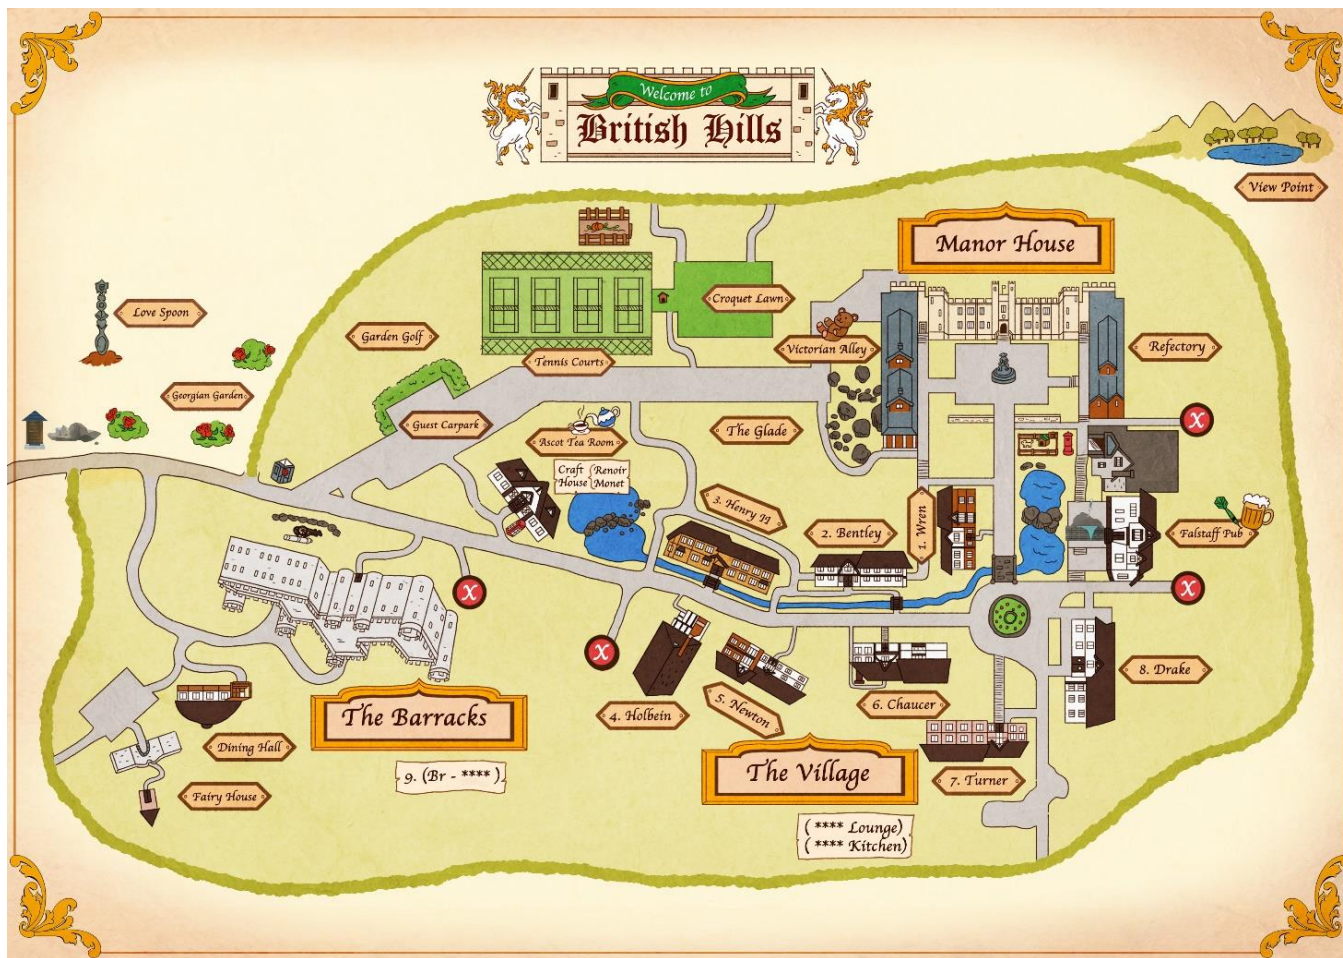 Welcome to
British Hills
View Point
Manor House
Love Spoon
Croquet Lawn
Garden Golf
Victorian Alley
Refectory
Tennis Courts
Georgian Garden
Guest Carpark
The Glade
X
Ascot Tea Room
Craft
House
Renoir
Monet
3. Henry II
2. Bentley
1. Wren
Falstaff Pub
X
X
X
4. Holbein
5. Newton
6. Chaucer
8. Drake
The Barracks
9. (Br - **** )
Dining Hall
Fairy House
The Village
7. Turner
( **** Lounge)
( **** Kitchen)